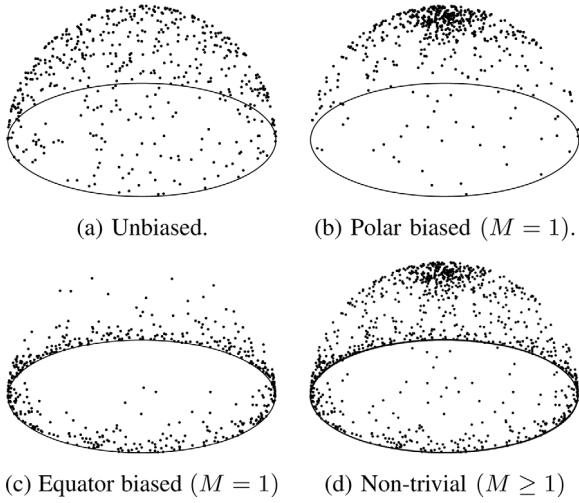 (a) Unbiased.
(b) Polar biased (M = 1).
(c) Equator biased (M = 1)
(d) Non-trivial (M ≥ 1)